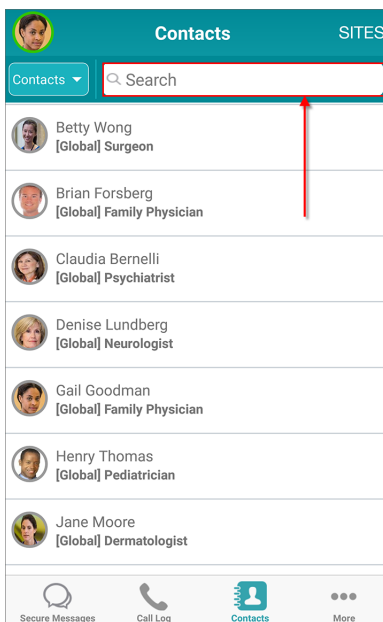 Contacts
SITES
Contacts
Search
Betty Wong
[Global] Surgeon
Brian Forsberg
[Global] Family Physician
Claudia Bernelli
[Global] Psychiatrist
Denise Lundberg
[Global] Neurologist
Gail Goodman
[Global] Family Physician
Henry Thomas
[Global] Pediatrician
Jane Moore
[Global] Dermatologist
Secure Messages
Call Log
Contacts
More